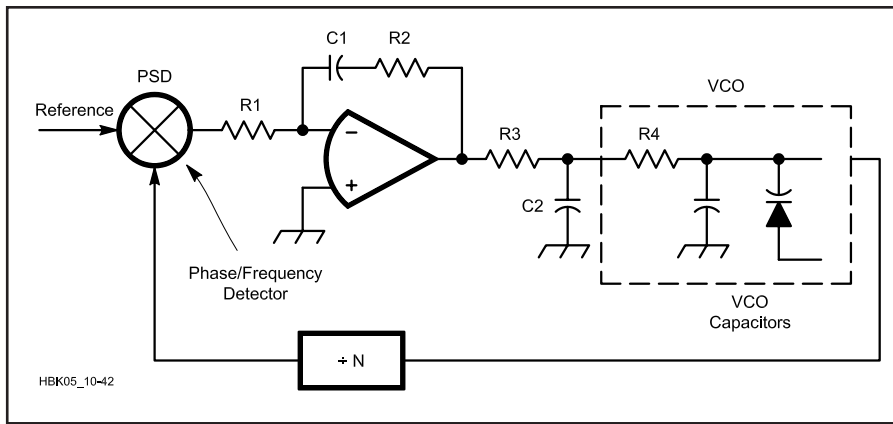 C1
R2
PSD
VCO
Reference
R1
R3
R4
−
+
C2
Phase/Frequency
Detector
VCO
Capacitors
÷ N
HBK05_10-42